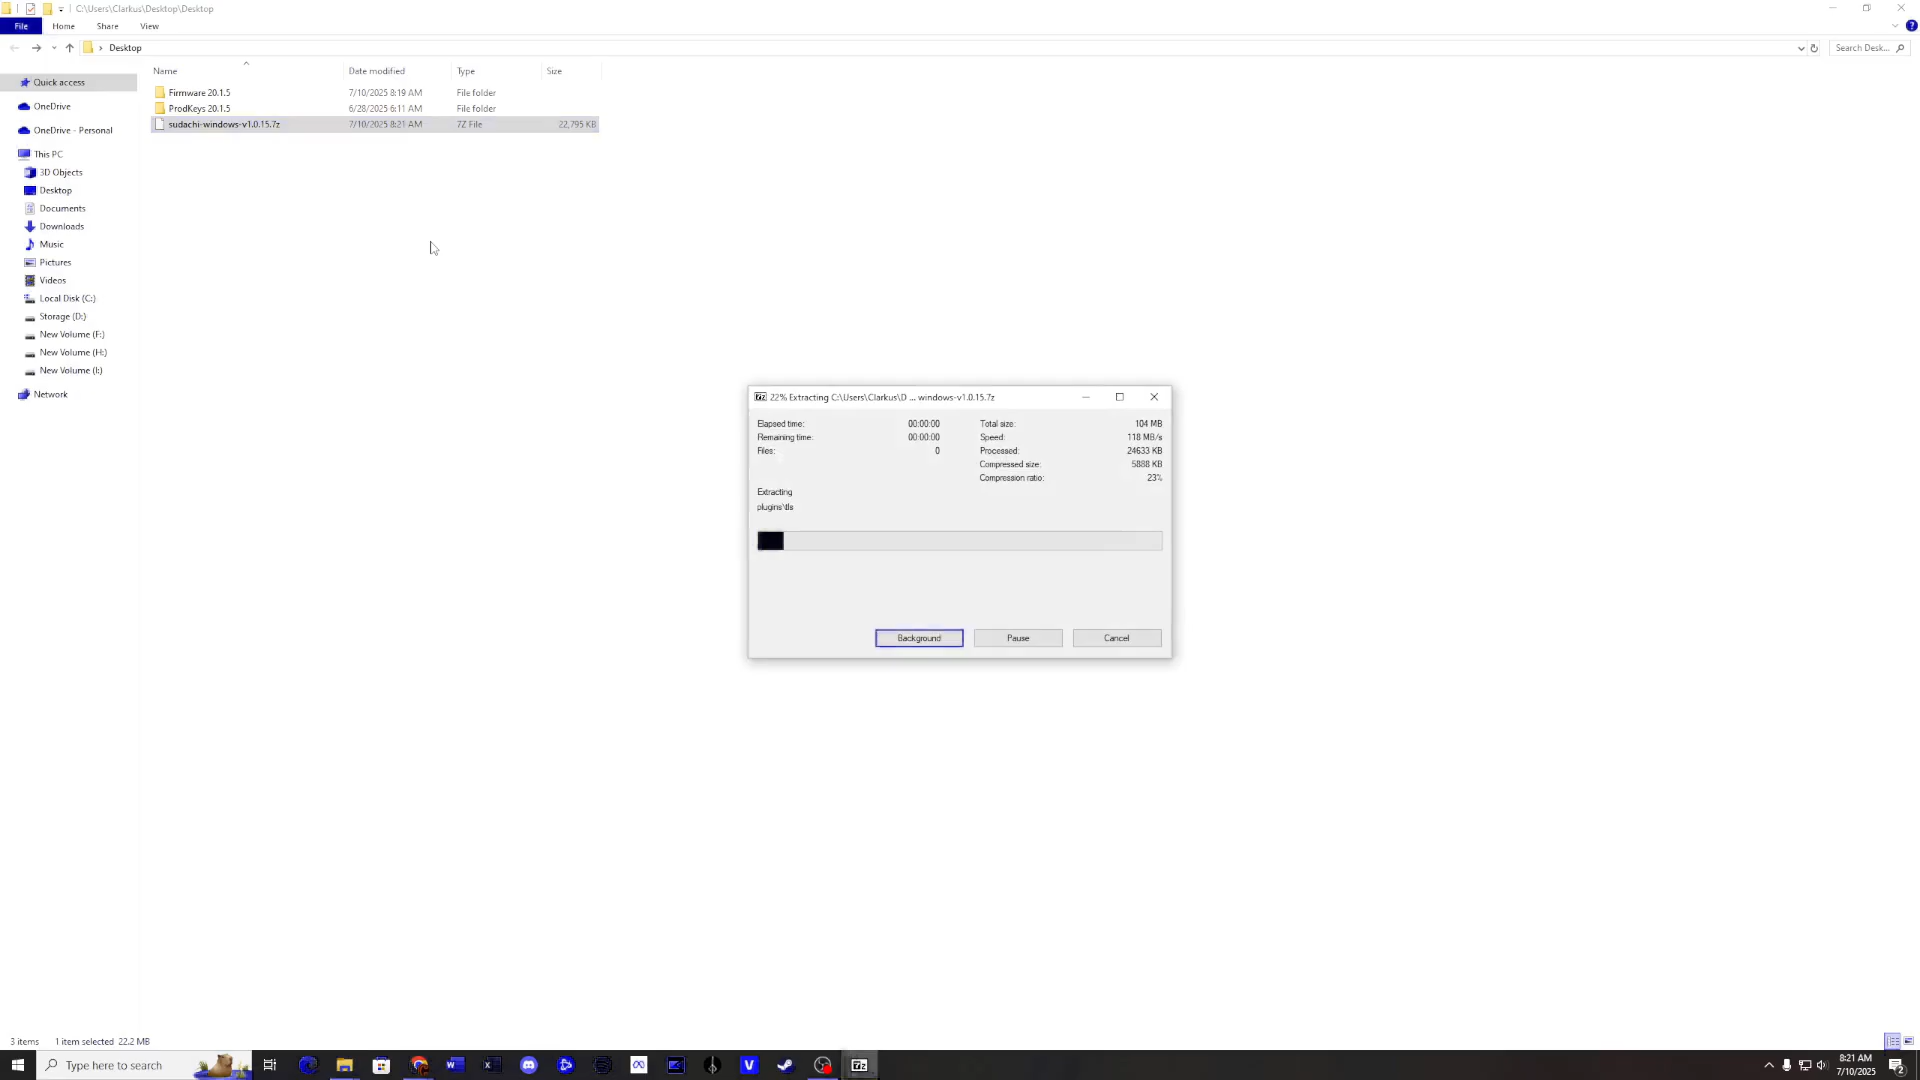 C:\Users\Clarkus\Desktop\Desktop
File Home Share View
Desktop
Search Desk...
Name Date modified Type Size
Firmware 20.1.5 7/10/2025 8:19 AM File folder
ProdKeys 20.1.5 6/28/2025 6:11 AM File folder
sudachi-windows-v1.0.15.7z 7/10/2025 8:21 AM 7Z File 22,795 KB
Quick access
OneDrive
OneDrive - Personal
This PC
3D Objects
Desktop
Documents
Downloads
Music
Pictures
Videos
Local Disk (C:)
Storage (D:)
New Volume (F:)
New Volume (H:)
New Volume (I:)
Network
22% Extracting C:\Users\Clarkus\D ... windows-v1.0.15.7z
Elapsed time: 00:00:00 Total size: 104 MB
Remaining time: 00:00:00 Speed: 118 MB/s
Files: 0 Processed: 24633 KB
Compressed size: 5888 KB
Compression ratio: 23%
Extracting
plugins\tls
Background Pause Cancel
3 items 1 item selected 22.2 MB
Type here to search
8:21 AM
7/10/2025
2